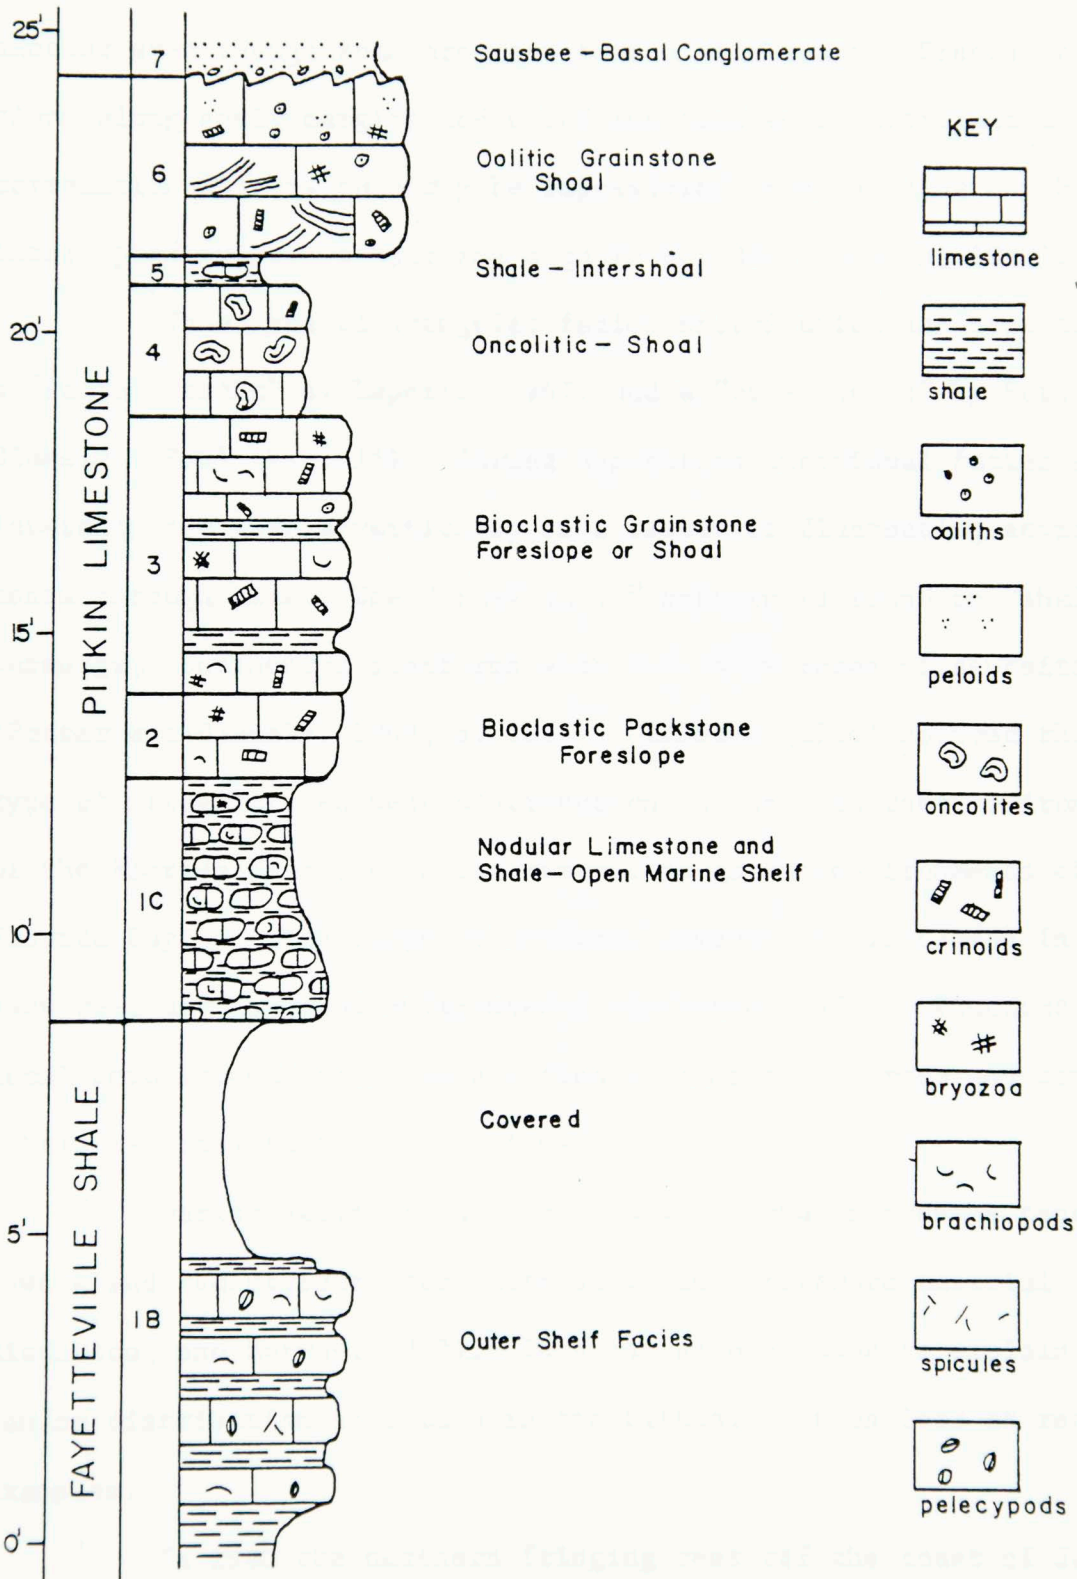 25'
7
Sausbee-Basal Conglomerate
KEY
6
Oolitic Grainstone
Shoal
limestone
5
Shale-Intershoal
20'
4
Oncolitic-Shoal
shale
PITKIN LIMESTONE
3
Bioclastic Grainstone
Foreslope or Shoal
ooliths
15'
peloids
2
Bioclastic Packstone
Foreslope
oncolites
1C
Nodular Limestone and
Shale-Open Marine Shelf
10'
crinoids
bryozoa
FAYETTEVILLE SHALE
Covered
5'
brachiopods
1B
Outer Shelf Facies
spicules
pelecypods
0'